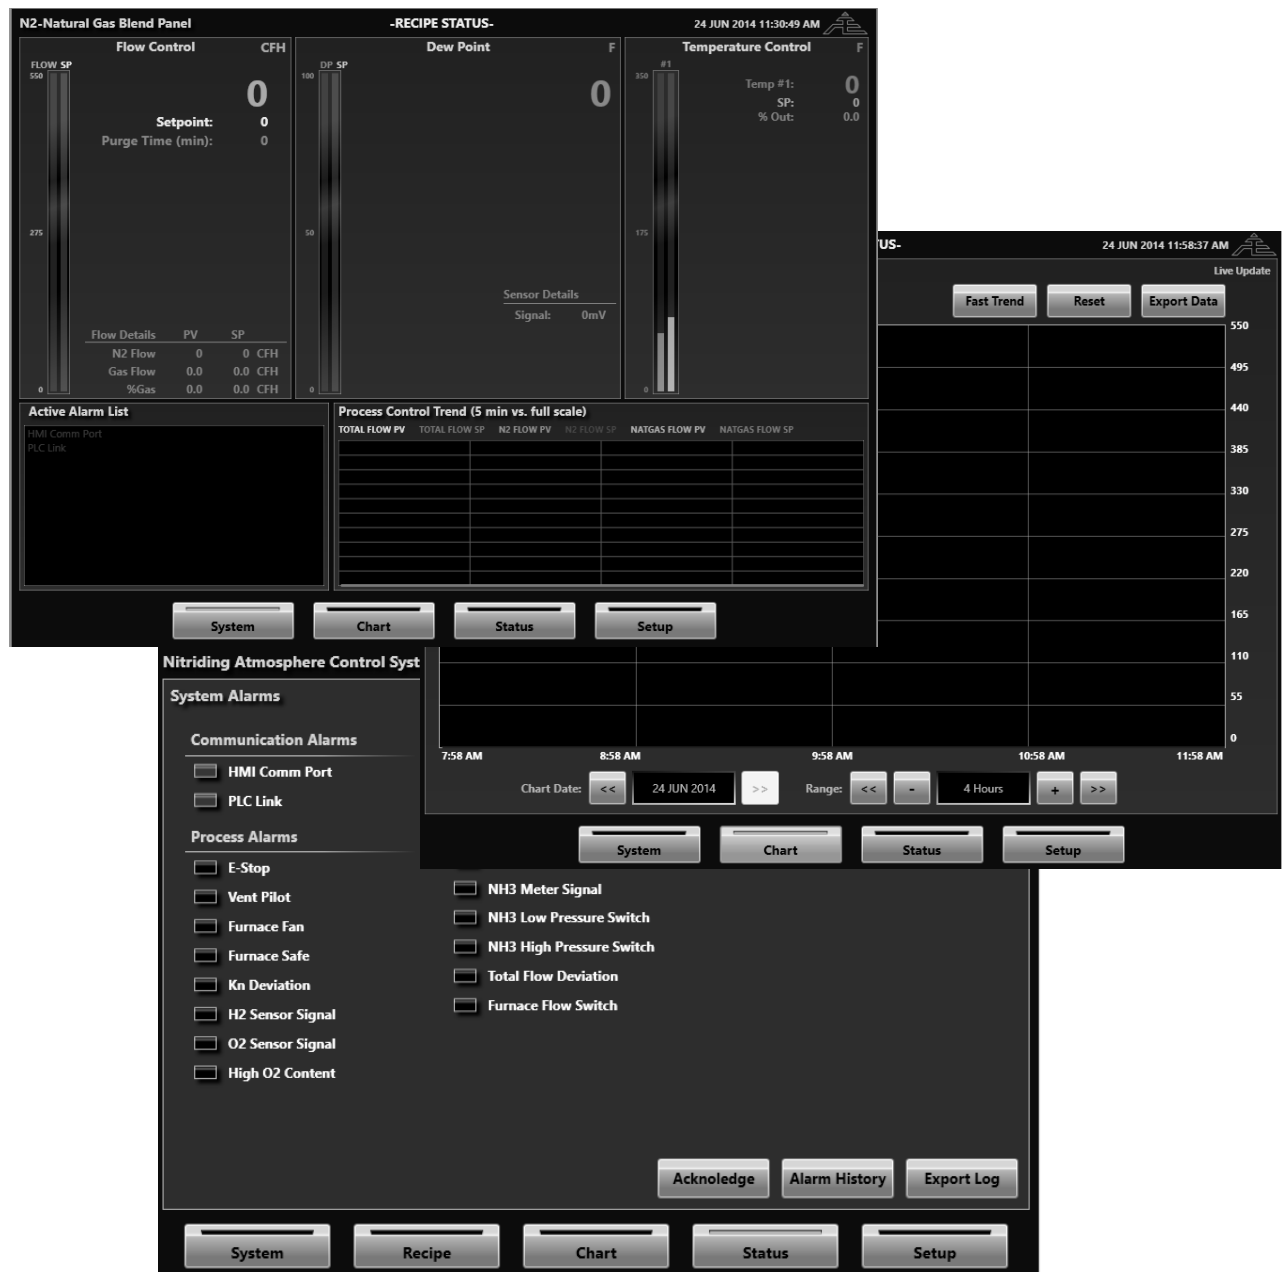 N2-Natural Gas Blend Panel -RECIPE STATUS- 24 JUN 2014 11:30:49 AM
Flow Control CFH
FLOW SP
550
0
Setpoint: 0
Purge Time (min): 0
275
Flow Details PV SP
N2 Flow 0 0 CFH
Gas Flow 0.0 0.0 CFH
%Gas 0.0 0.0 CFH
0
Dew Point F
DP SP
100
0
50
Sensor Details
Signal: 0mV
0
Temperature Control F
#1
350
Temp #1: 0
SP: 0
% Out: 0.0
175
0
Active Alarm List
HMI Comm Port
PLC Link
Process Control Trend (5 min vs. full scale)
TOTAL FLOW PV TOTAL FLOW SP N2 FLOW PV N2 FLOW SP NATGAS FLOW PV NATGAS FLOW SP
System Chart Status Setup
US- 24 JUN 2014 11:58:37 AM
Live Update
Fast Trend Reset Export Data
550
495
440
385
330
275
220
165
110
55
0
7:58 AM 8:58 AM 9:58 AM 10:58 AM 11:58 AM
Chart Date: << 24 JUN 2014 >> Range: << - 4 Hours + >>
System Chart Status Setup
Nitriding Atmosphere Control Syst
System Alarms
Communication Alarms
HMI Comm Port
PLC Link
Process Alarms
E-Stop
Vent Pilot
Furnace Fan
Furnace Safe
Kn Deviation
H2 Sensor Signal
O2 Sensor Signal
High O2 Content
NH3 Meter Signal
NH3 Low Pressure Switch
NH3 High Pressure Switch
Total Flow Deviation
Furnace Flow Switch
Acknoledge Alarm History Export Log
System Recipe Chart Status Setup